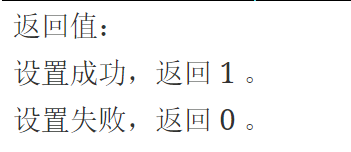 返回值：
设置成功，返回 1 。
设置失败，返回 0 。